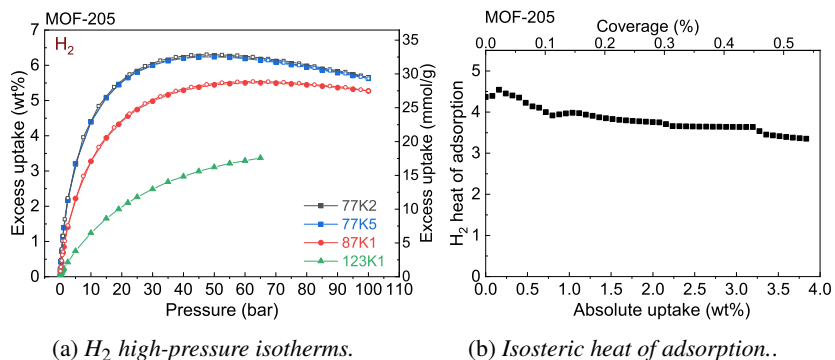 MOF-205
H₂
Excess uptake (wt%)
7
6
5
4
3
2
1
0
Excess uptake (mmol/g)
30
25
20
15
10
5
0
77K2
77K5
87K1
123K1
0 10 20 30 40 50 60 70 80 90 100 110
Pressure (bar)
(a) H₂ high-pressure isotherms.
MOF-205
Coverage (%)
0.0 0.1 0.2 0.3 0.4 0.5
H₂ heat of adsorption
5
4
3
2
1
0
0.0 0.5 1.0 1.5 2.0 2.5 3.0 3.5 4.0
Absolute uptake (wt%)
(b) Isosteric heat of adsorption..